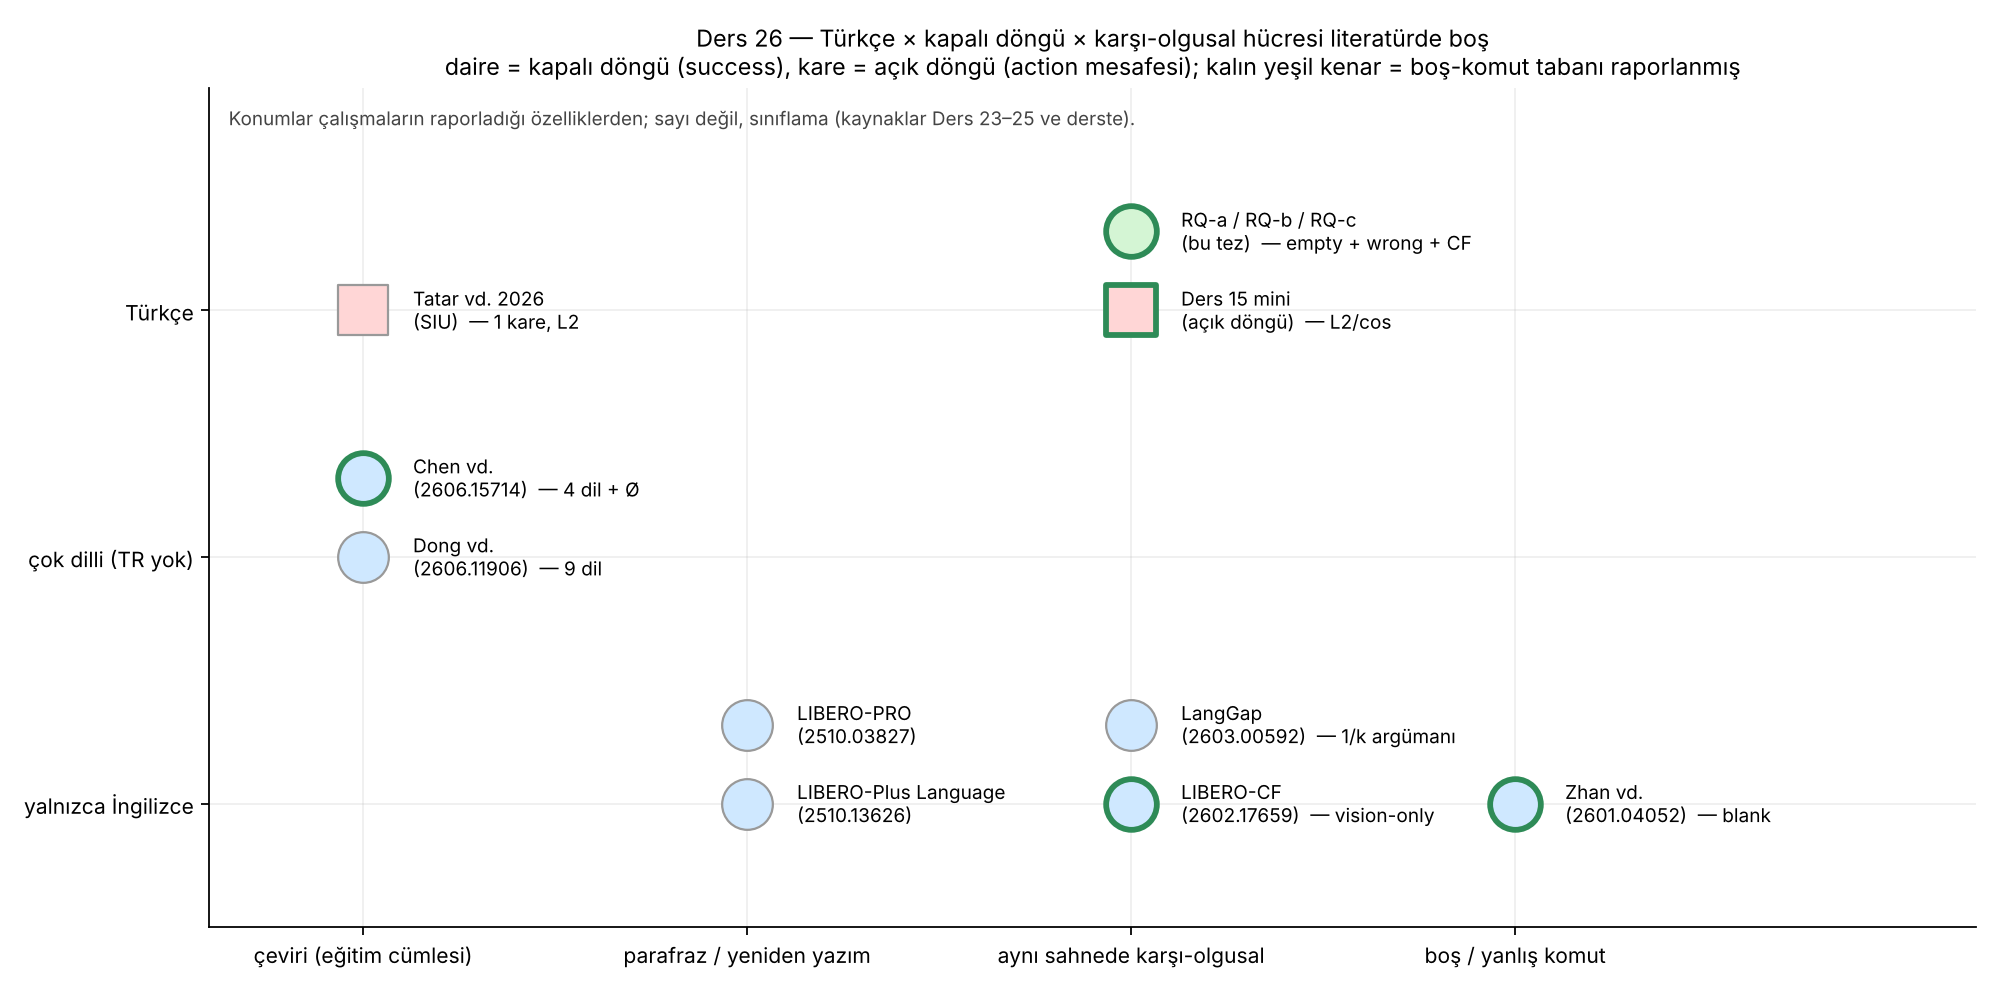 Ders 26 — Türkçe × kapalı döngü × karşı-olgusal hücresi literatürde boş
daire = kapalı döngü (success), kare = açık döngü (action mesafesi); kalın yeşil kenar = boş-komut tabanı raporlanmış
Konumlar çalışmaların raporladığı özelliklerden; sayı değil, sınıflama (kaynaklar Ders 23–25 ve derste).
RQ-a / RQ-b / RQ-c
(bu tez) — empty + wrong + CF
Türkçe
Tatar vd. 2026
(SIU) — 1 kare, L2
Ders 15 mini
(açık döngü) — L2/cos
Chen vd.
(2606.15714) — 4 dil + Ø
çok dilli (TR yok)
Dong vd.
(2606.11906) — 9 dil
LIBERO-PRO
(2510.03827)
LangGap
(2603.00592) — 1/k argümanı
yalnızca İngilizce
LIBERO-Plus Language
(2510.13626)
LIBERO-CF
(2602.17659) — vision-only
Zhan vd.
(2601.04052) — blank
çeviri (eğitim cümlesi)
parafraz / yeniden yazım
aynı sahnede karşı-olgusal
boş / yanlış komut